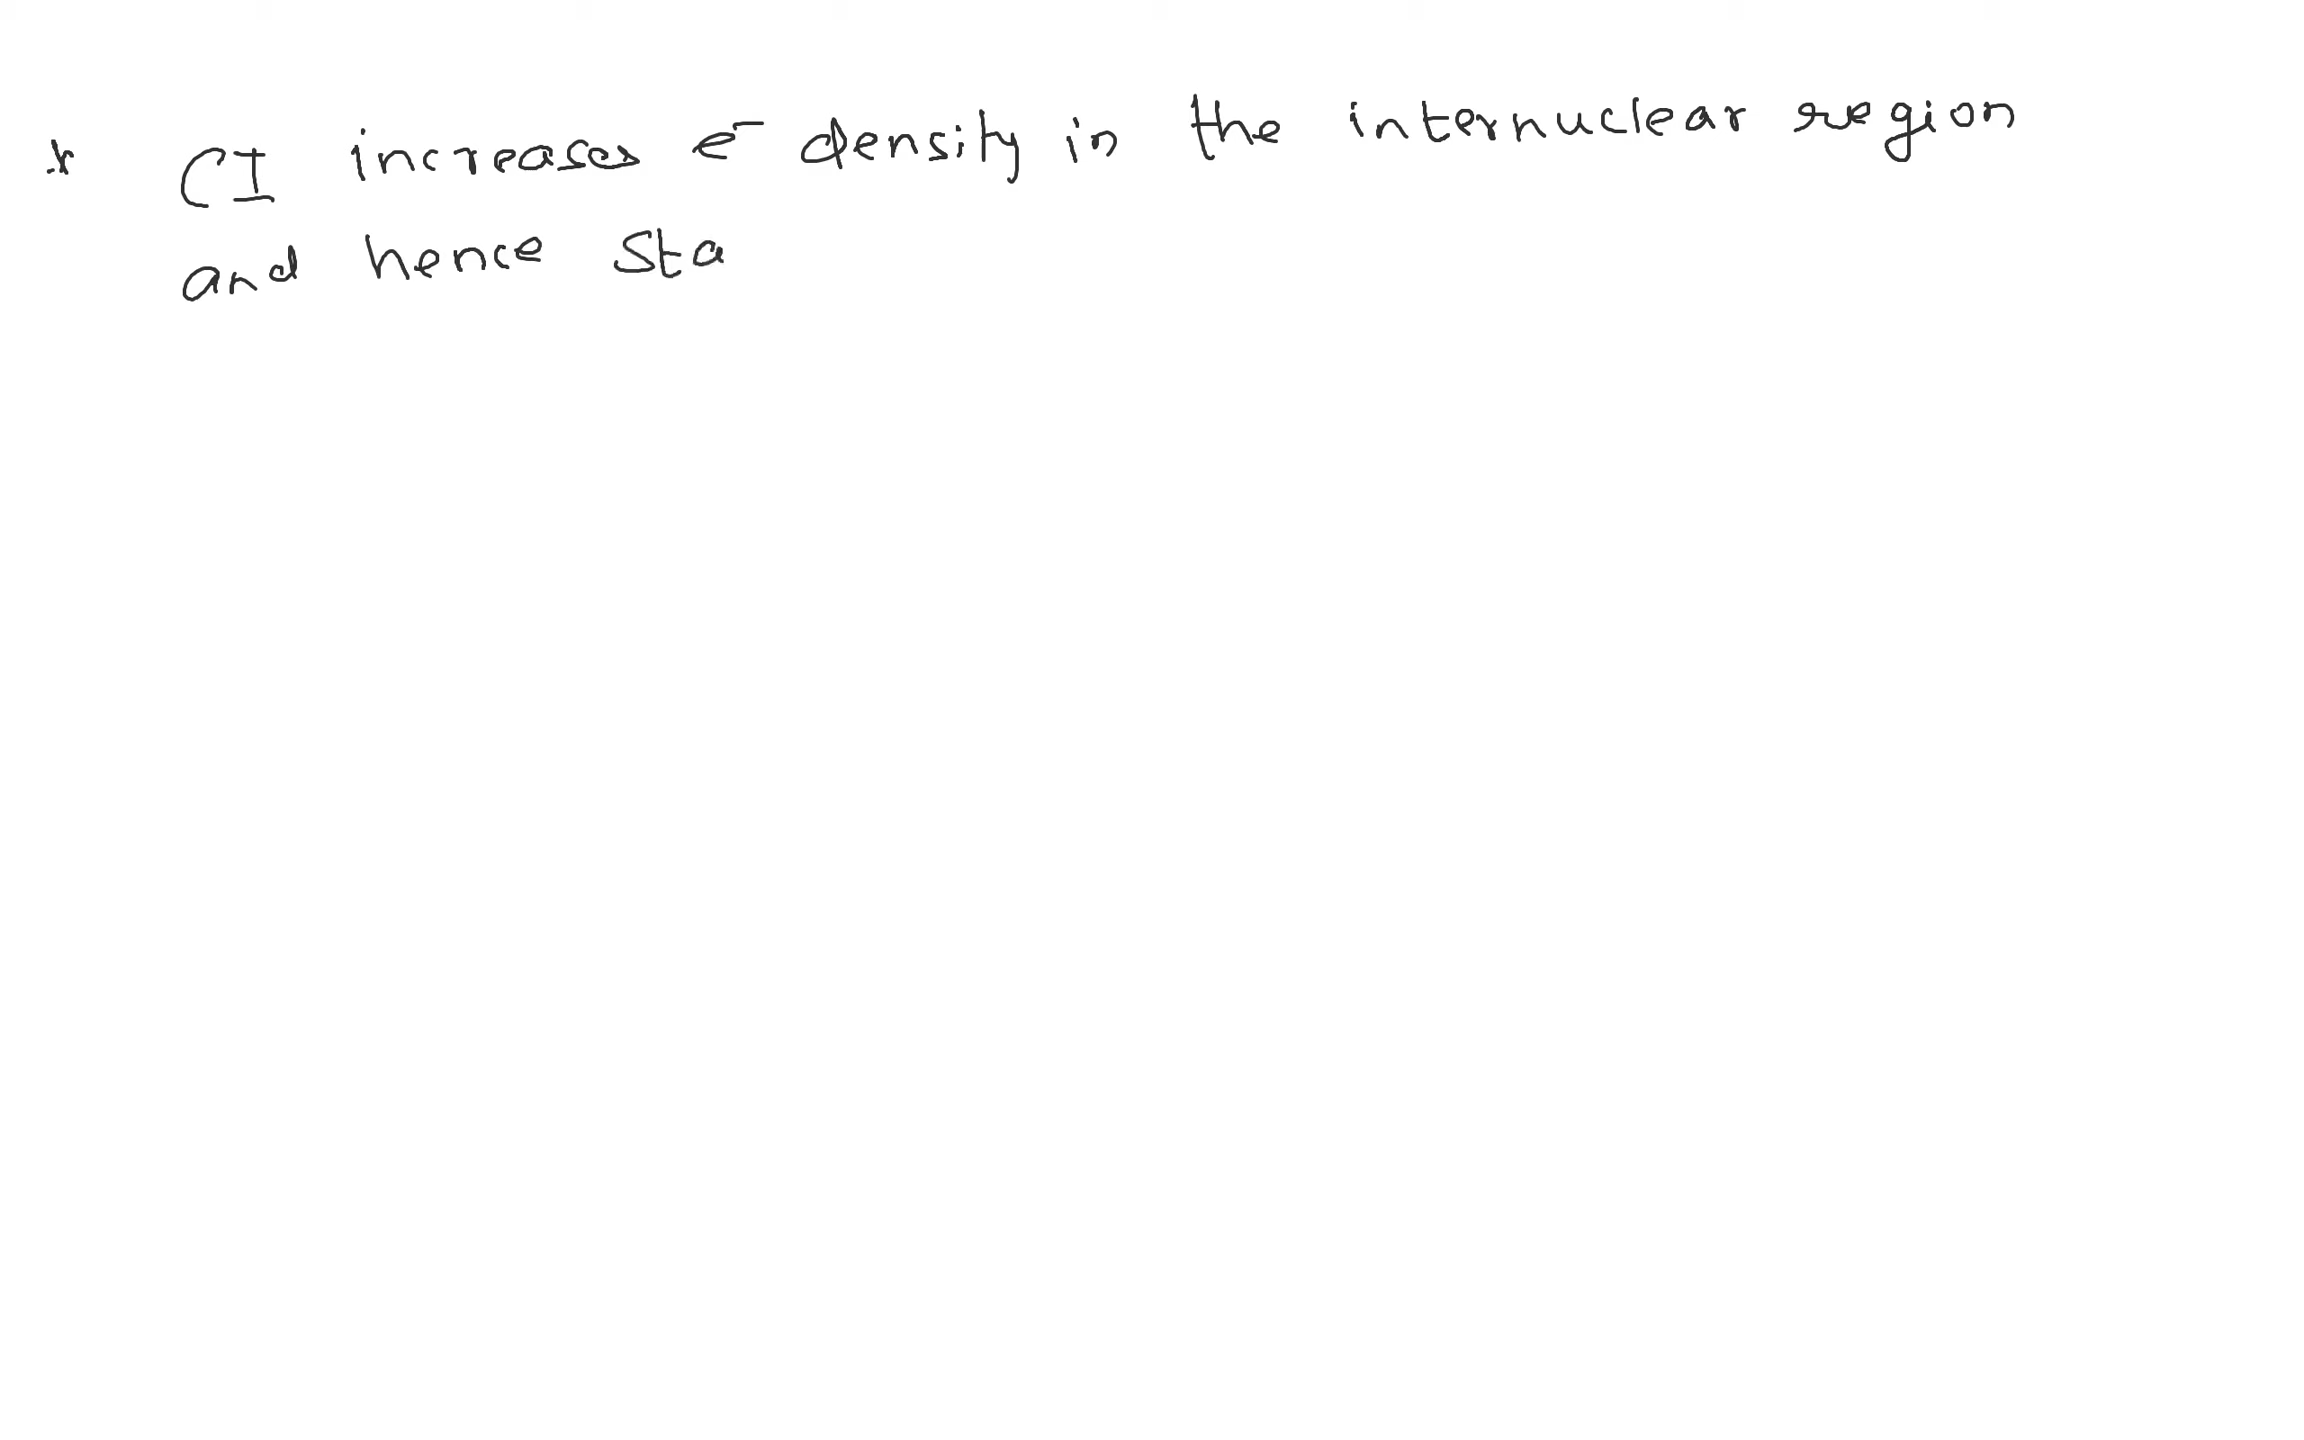 * CI increases e⁻ density in the internuclear region
and hence sta